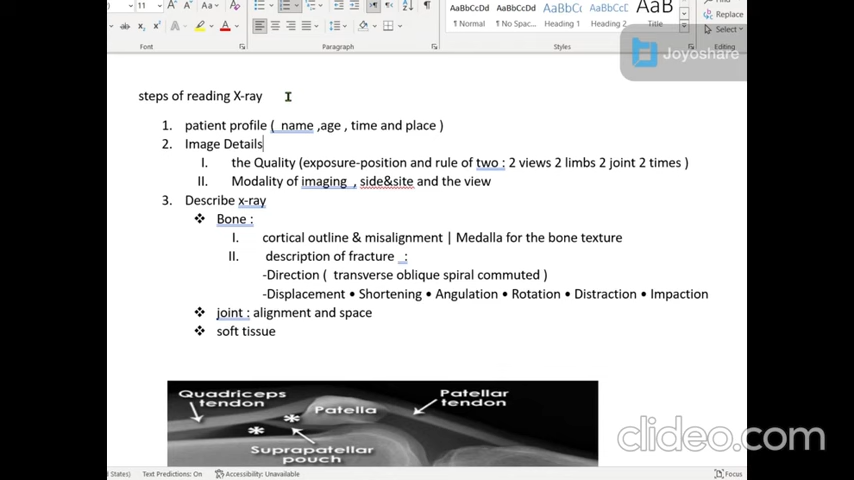 11
Font
Paragraph
AaBbCcDd AaBbCcDd AaBbCc AaBbCcD AaB
¶ Normal ¶ No Spac... Heading 1 Heading 2 Title
Styles
Replace
Select
Editing
Joyoshare
steps of reading X-ray
1. patient profile ( name ,age , time and place )
2. Image Details
I. the Quality (exposure-position and rule of two : 2 views 2 limbs 2 joint 2 times )
II. Modality of imaging , side&site and the view
3. Describe x-ray
❖ Bone :
I. cortical outline & misalignment | Medalla for the bone texture
II. description of fracture :
-Direction ( transverse oblique spiral commuted )
-Displacement • Shortening • Angulation • Rotation • Distraction • Impaction
❖ joint : alignment and space
❖ soft tissue
Quadriceps tendon
Patella
Patellar tendon
Suprapatellar pouch
clideo.com
States) Text Predictions: On Accessibility: Unavailable Focus